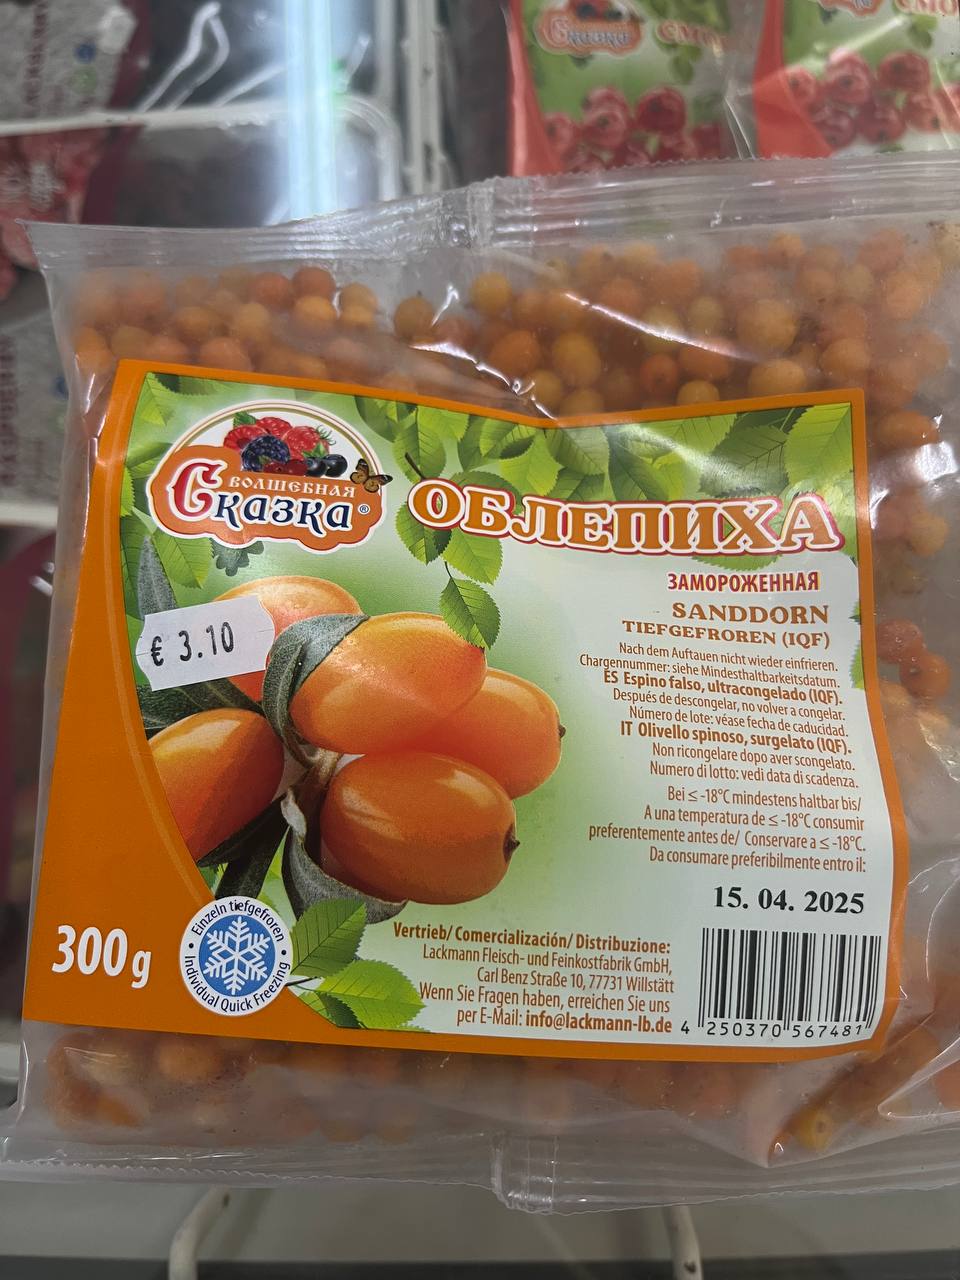 Сказка
СМО
СМО
ВОЛШЕБНАЯ
Сказка®
ОБЛЕПИХА
ЗАМОРОЖЕННАЯ
SANDDORN
TIEFGEFROREN (IQF)
€ 3.10
Nach dem Auftauen nicht wieder einfrieren.
Chargennummer: siehe Mindesthaltbarkeitsdatum.
ES Espino falso, ultracongelado (IQF).
Después de descongelar, no volver a congelar.
Número de lote: véase fecha de caducidad.
IT Olivello spinoso, surgelato (IQF).
Non ricongelare dopo aver scongelato.
Numero di lotto: vedi data di scadenza.
Bei ≤ -18°C mindestens haltbar bis/
A una temperatura de ≤ -18°C consumir
preferentemente antes de/ Conservare a ≤ -18°C.
Da consumare preferibilmente entro il:
15. 04. 2025
300 g
Einzeln tiefgefroren
• Individual Quick Freezing •
Vertrieb/ Comercialización/ Distribuzione:
Lackmann Fleisch- und Feinkostfabrik GmbH,
Carl Benz Straße 10, 77731 Willstätt
Wenn Sie Fragen haben, erreichen Sie uns
per E-Mail: info@lackmann-lb.de
4 250370 567481